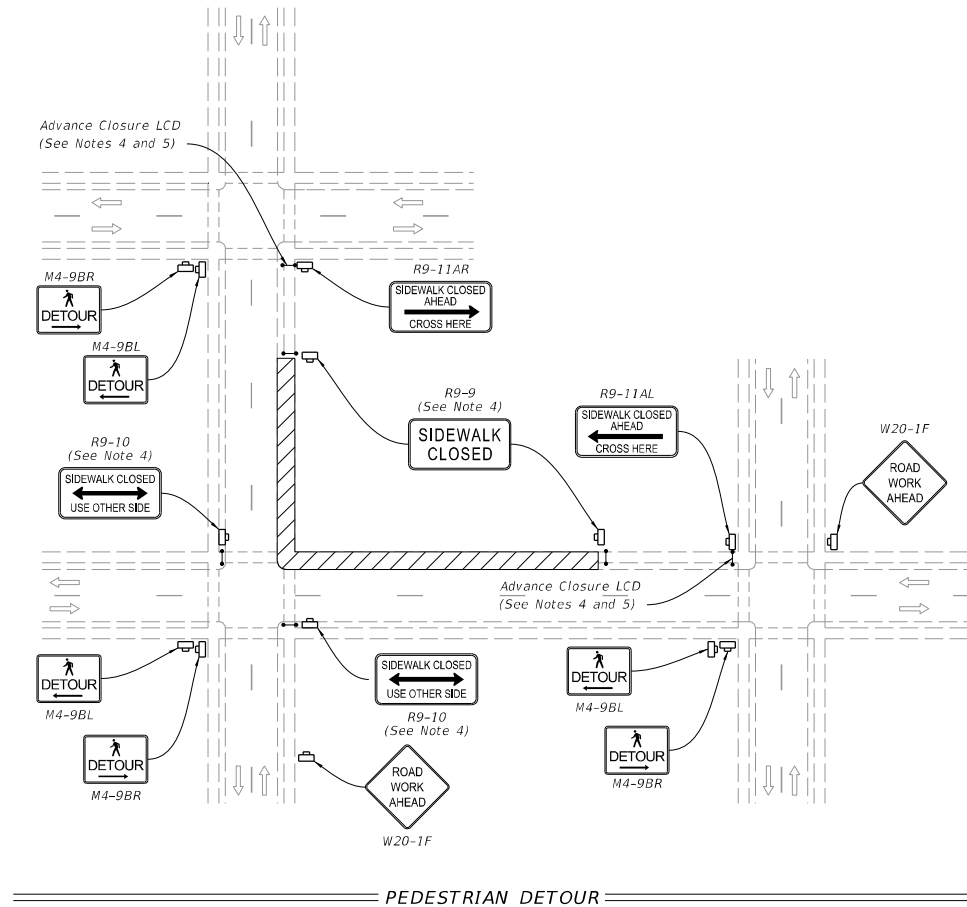 Advance Closure LCD
(See Notes 4 and 5)
M4-9BR
DETOUR
M4-9BL
DETOUR
R9-11AR
SIDEWALK CLOSED
AHEAD
CROSS HERE
R9-9
(See Note 4)
SIDEWALK
CLOSED
R9-11AL
SIDEWALK CLOSED
AHEAD
CROSS HERE
W20-1F
ROAD
WORK
AHEAD
R9-10
(See Note 4)
SIDEWALK CLOSED
USE OTHER SIDE
Advance Closure LCD
(See Notes 4 and 5)
DETOUR
M4-9BL
DETOUR
M4-9BR
SIDEWALK CLOSED
USE OTHER SIDE
R9-10
(See Note 4)
DETOUR
M4-9BL
DETOUR
M4-9BR
ROAD
WORK
AHEAD
W20-1F
PEDESTRIAN DETOUR